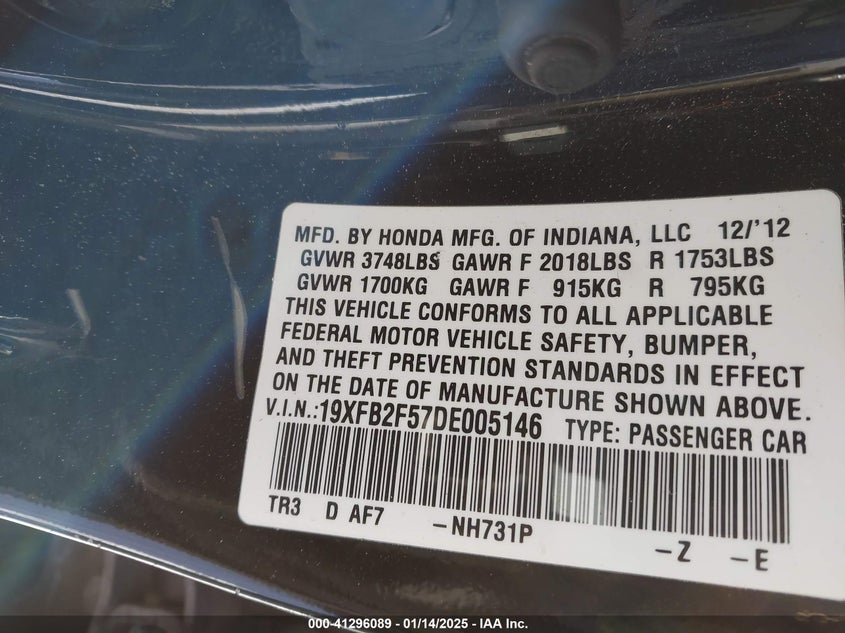 MFD. BY HONDA MFG. OF INDIANA, LLC 12/'12
GVWR 3748LBS GAWR F 2018LBS R 1753LBS
GVWR 1700KG GAWR F 915KG R 795KG
THIS VEHICLE CONFORMS TO ALL APPLICABLE
FEDERAL MOTOR VEHICLE SAFETY, BUMPER,
AND THEFT PREVENTION STANDARDS IN EFFECT
ON THE DATE OF MANUFACTURE SHOWN ABOVE.
V.I.N.:19XFB2F57DE005146 TYPE: PASSENGER CAR
TR3 D AF7 -NH731P -Z -E
000-41296089 - 01/14/2025 - IAA Inc.